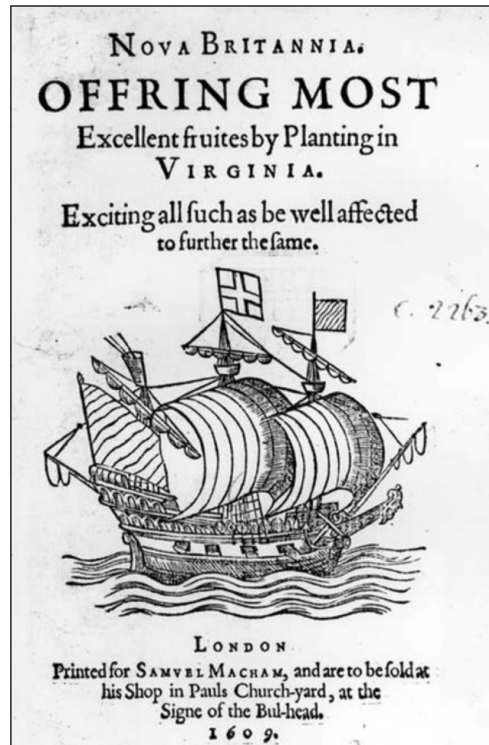 NOVA BRITANNIA.
OFFRING MOST
Excellent fruites by Planting in
VIRGINIA.
Exciting all ſuch as be well affected
to further the ſame.
C. 2263
LONDON
Printed for SAMVEL MACHAM, and are to be ſold at
his Shop in Pauls Church-yard, at the
Signe of the Bul-head.
1609.